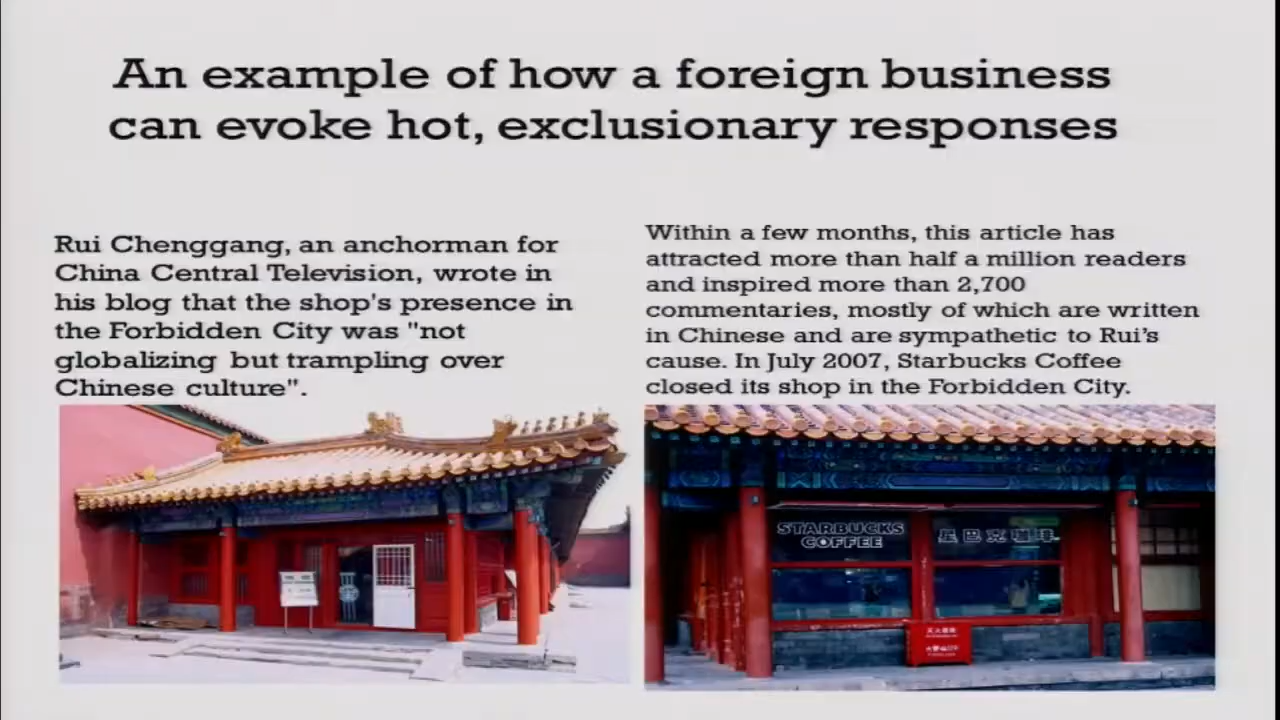 An example of how a foreign business
can evoke hot, exclusionary responses
Rui Chenggang, an anchorman for
China Central Television, wrote in
his blog that the shop's presence in
the Forbidden City was "not
globalizing but trampling over
Chinese culture".
Within a few months, this article has
attracted more than half a million readers
and inspired more than 2,700
commentaries, mostly of which are written
in Chinese and are sympathetic to Rui’s
cause. In July 2007, Starbucks Coffee
closed its shop in the Forbidden City.
STARBUCKS
COFFEE
星巴克咖啡